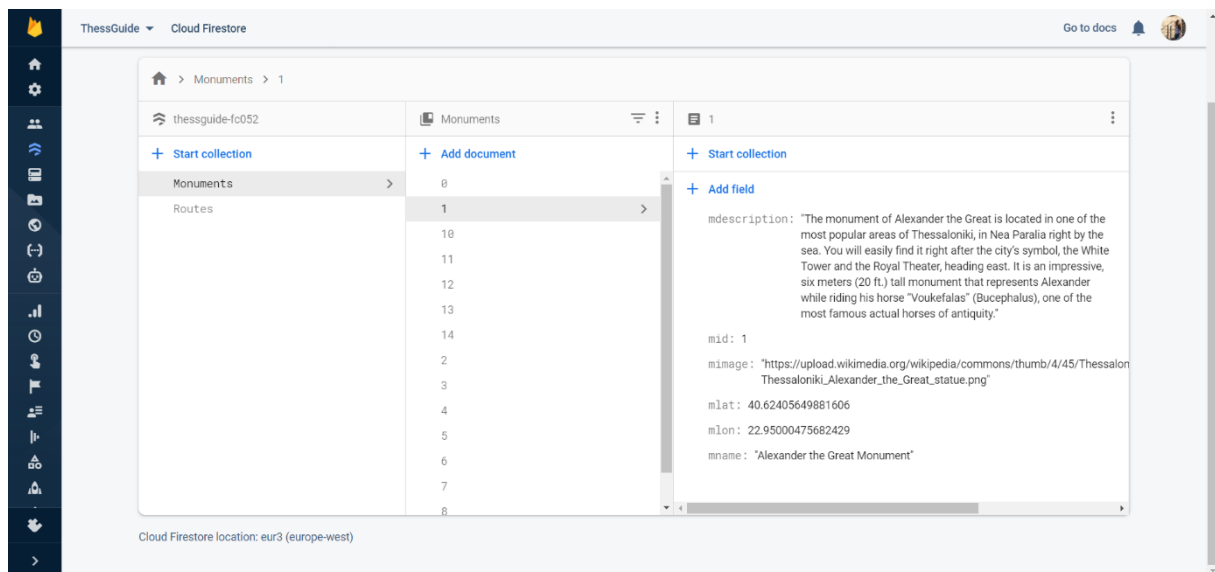 ThessGuide Cloud Firestore Go to docs
Monuments > 1
thessguide-fc052
Start collection
Monuments
Routes
Monuments
Add document
0
1
10
11
12
13
14
2
3
4
5
6
7
8
1
Start collection
Add field
mdescription: "The monument of Alexander the Great is located in one of the
most popular areas of Thessaloniki, in Nea Paralia right by the
sea. You will easily find it right after the city's symbol, the White
Tower and the Royal Theater, heading east. It is an impressive,
six meters (20 ft.) tall monument that represents Alexander
while riding his horse "Voukefalas" (Bucephalus), one of the
most famous actual horses of antiquity."
mid: 1
mimage: "https://upload.wikimedia.org/wikipedia/commons/thumb/4/45/Thessalon
Thessaloniki_Alexander_the_Great_statue.png"
mlat: 40.62405649881606
mlon: 22.95000475682429
mname: "Alexander the Great Monument"
Cloud Firestore location: eur3 (europe-west)